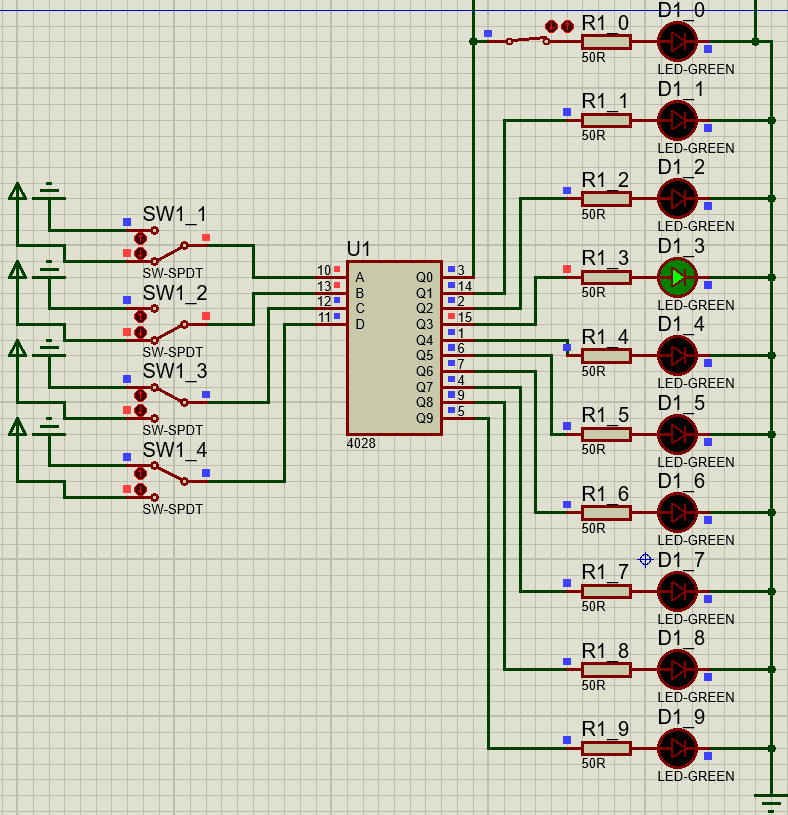 R1_0
50R
D1_0
LED-GREEN
R1_1
50R
D1_1
LED-GREEN
R1_2
50R
D1_2
LED-GREEN
R1_3
50R
D1_3
LED-GREEN
R1_4
50R
D1_4
LED-GREEN
R1_5
50R
D1_5
LED-GREEN
R1_6
50R
D1_6
LED-GREEN
R1_7
50R
D1_7
LED-GREEN
R1_8
50R
D1_8
LED-GREEN
R1_9
50R
D1_9
LED-GREEN
SW1_1
SW-SPDT
SW1_2
SW-SPDT
SW1_3
SW-SPDT
SW1_4
SW-SPDT
U1
10 A Q0 3
13 B Q1 14
12 C Q2 2
11 D Q3 15
Q4 1
Q5 6
Q6 7
Q7 4
Q8 9
Q9 5
4028